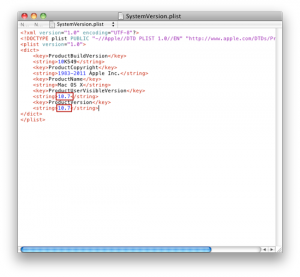 SystemVersion.plist
SystemVersion.plist
<?xml version="1.0" encoding="UTF-8"?>
<!DOCTYPE plist PUBLIC "-//Apple//DTD PLIST 1.0//EN" "http://www.apple.com/DTDs/Pr
<plist version="1.0">
<dict>
<key>ProductBuildVersion</key>
<string>10K549</string>
<key>ProductCopyright</key>
<string>1983-2011 Apple Inc.</string>
<key>ProductName</key>
<string>Mac OS X</string>
<key>ProductUserVisibleVersion</key>
<string>10.7</string>
<key>ProductVersion</key>
<string>10.7</string>
</dict>
</plist>